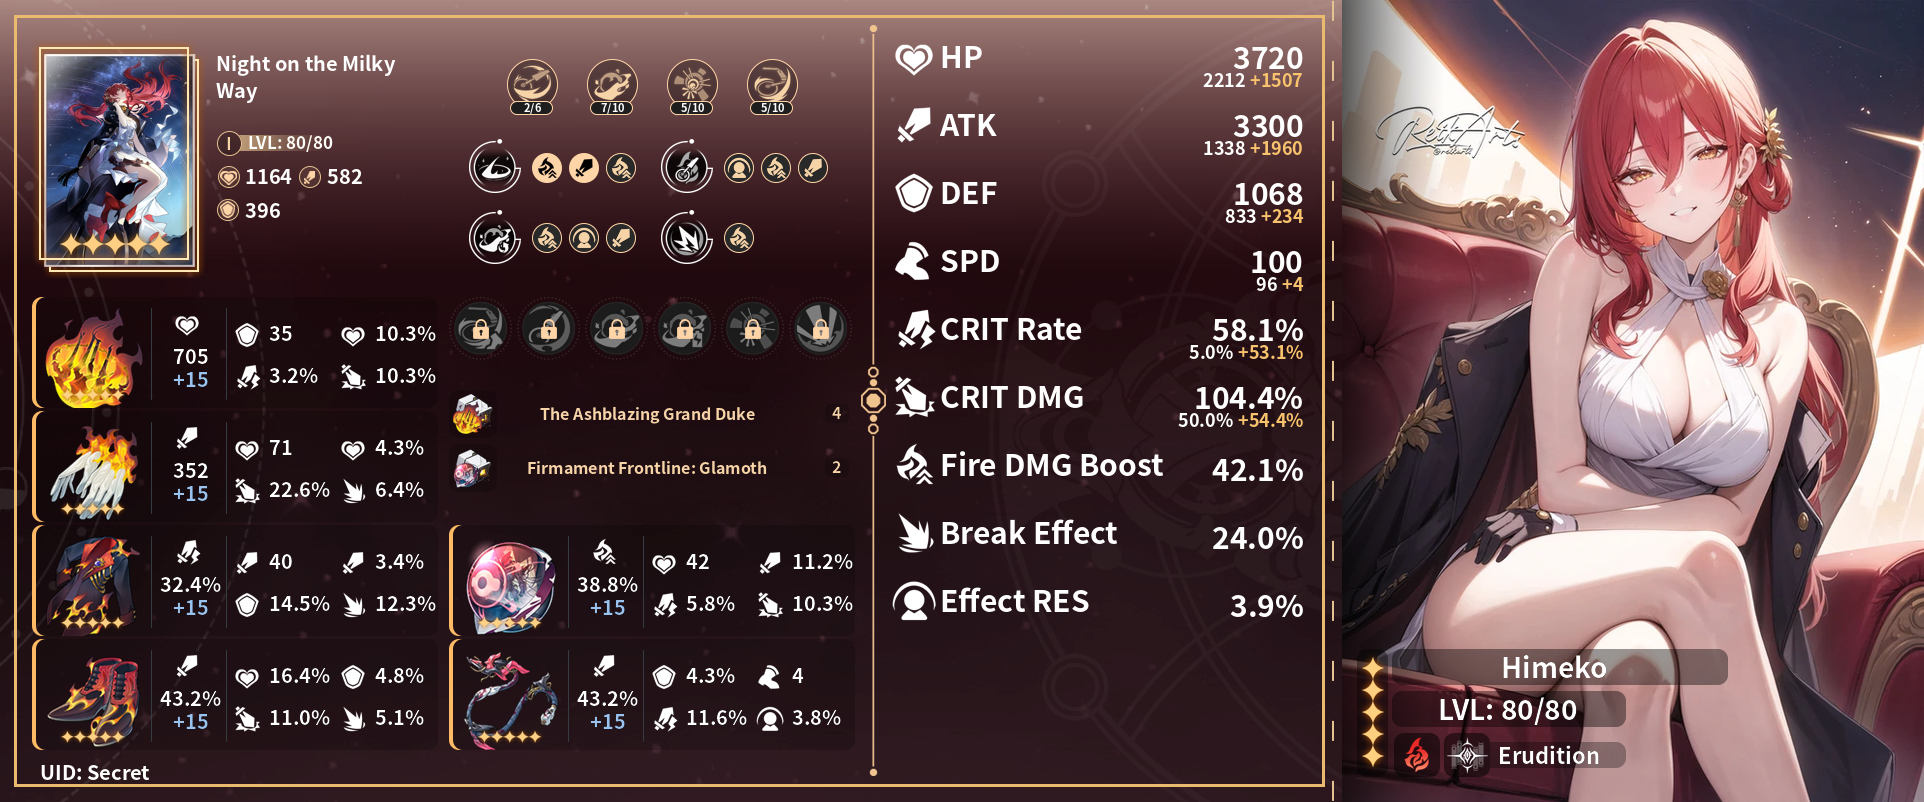 Night on the Milky
Way
I LVL: 80/80
1164 582
396
2/6 7/10 5/10 5/10
705
+15
35 10.3%
3.2% 10.3%
352
+15
71 4.3%
22.6% 6.4%
32.4%
+15
40 3.4%
14.5% 12.3%
43.2%
+15
16.4% 4.8%
11.0% 5.1%
The Ashblazing Grand Duke 4
Firmament Frontline: Glamoth 2
38.8%
+15
42 11.2%
5.8% 10.3%
43.2%
+15
4.3% 4
11.6% 3.8%
UID: Secret
HP 3720
2212 +1507
ATK 3300
1338 +1960
DEF 1068
833 +234
SPD 100
96 +4
CRIT Rate 58.1%
5.0% +53.1%
CRIT DMG 104.4%
50.0% +54.4%
Fire DMG Boost 42.1%
Break Effect 24.0%
Effect RES 3.9%
Himeko
LVL: 80/80
Erudition